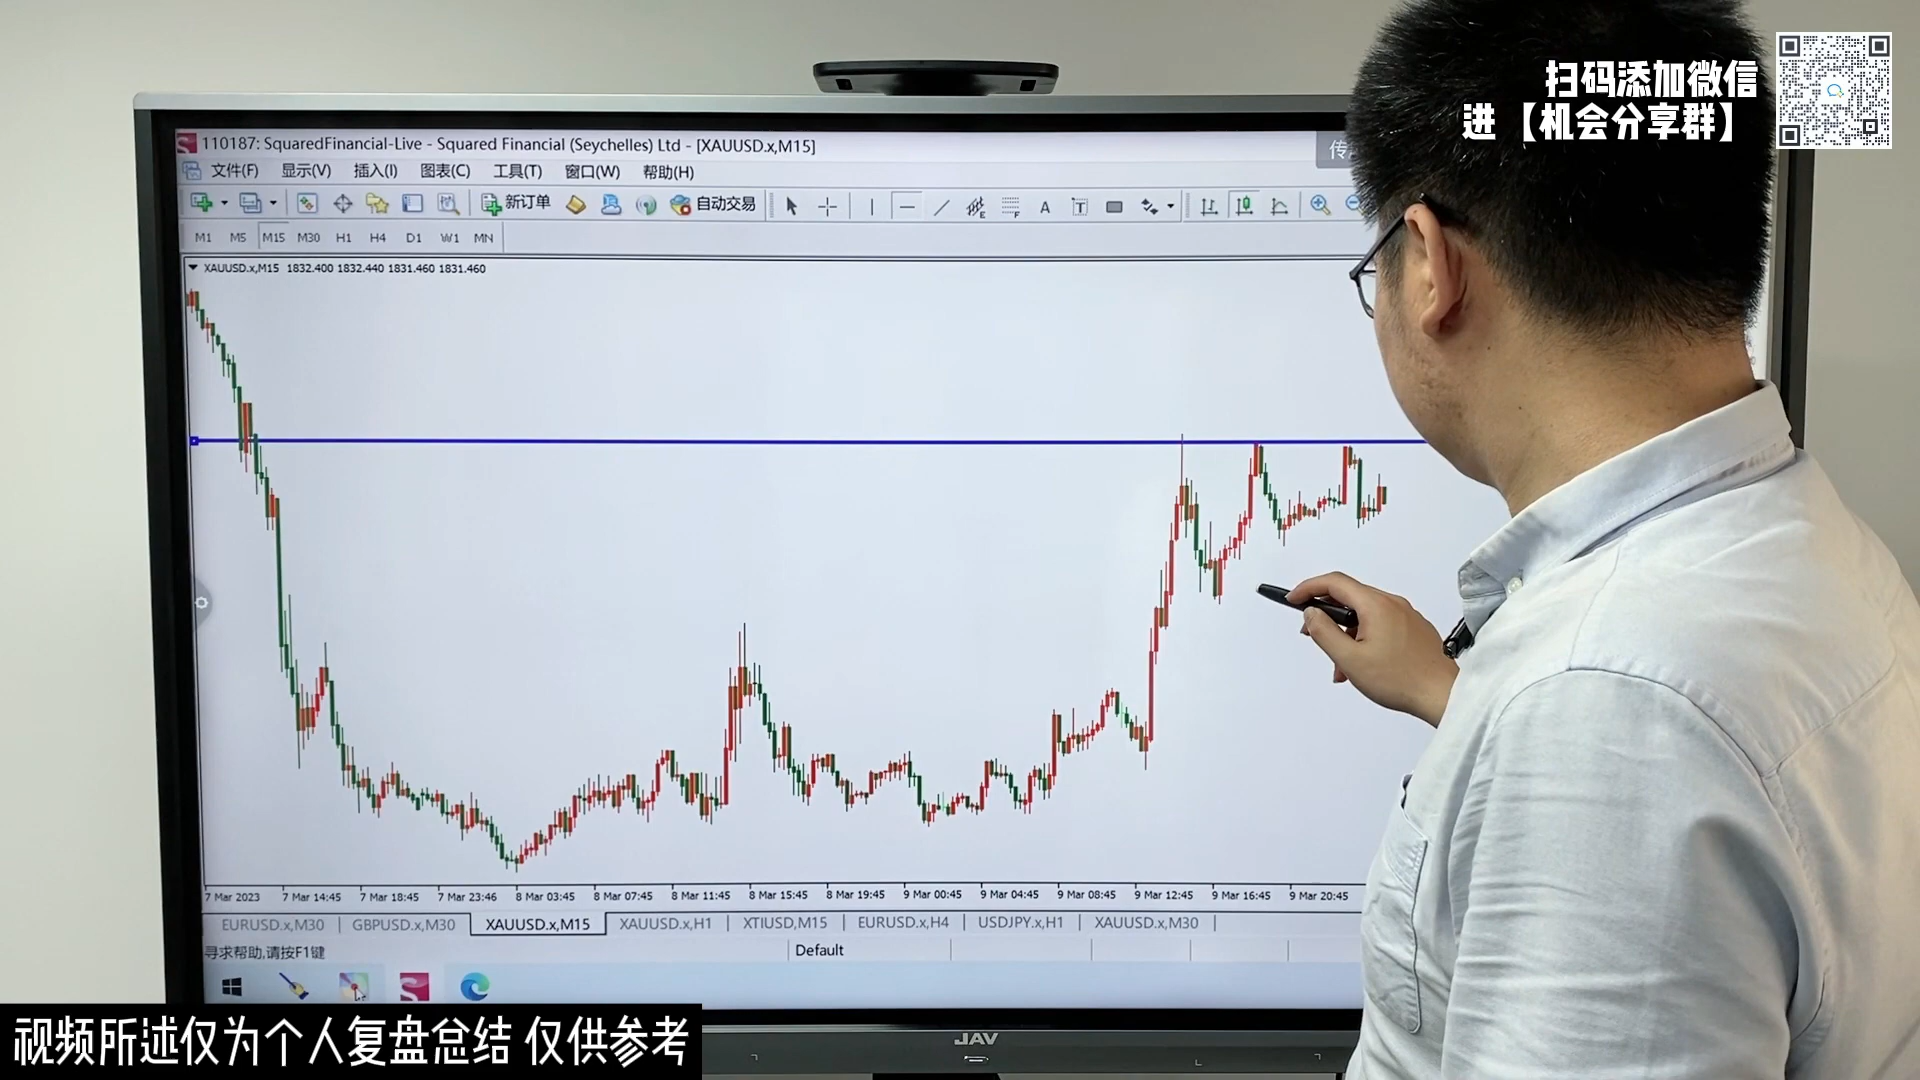 扫码添加微信
进【机会分享群】
110187: SquaredFinancial-Live - Squared Financial (Seychelles) Ltd - [XAUUSD.x,M15]
传
文件(F) 显示(V) 插入(I) 图表(C) 工具(T) 窗口(W) 帮助(H)
新订单 自动交易 A T
M1 M5 M15 M30 H1 H4 D1 W1 MN
XAUUSD.x,M15 1832.400 1832.440 1831.460 1831.460
7 Mar 2023 7 Mar 14:45 7 Mar 18:45 7 Mar 23:46 8 Mar 03:45 8 Mar 07:45 8 Mar 11:45 8 Mar 15:45 8 Mar 19:45 9 Mar 00:45 9 Mar 04:45 9 Mar 08:45 9 Mar 12:45 9 Mar 16:45 9 Mar 20:45
EURUSD.x,M30 GBPUSD.x,M30 XAUUSD.x,M15 XAUUSD.x,H1 XTIUSD,M15 EURUSD.x,H4 USDJPY.x,H1 XAUUSD.x,M30
寻求帮助,请按F1键 Default
JAV
视频所述仅为个人复盘总结 仅供参考